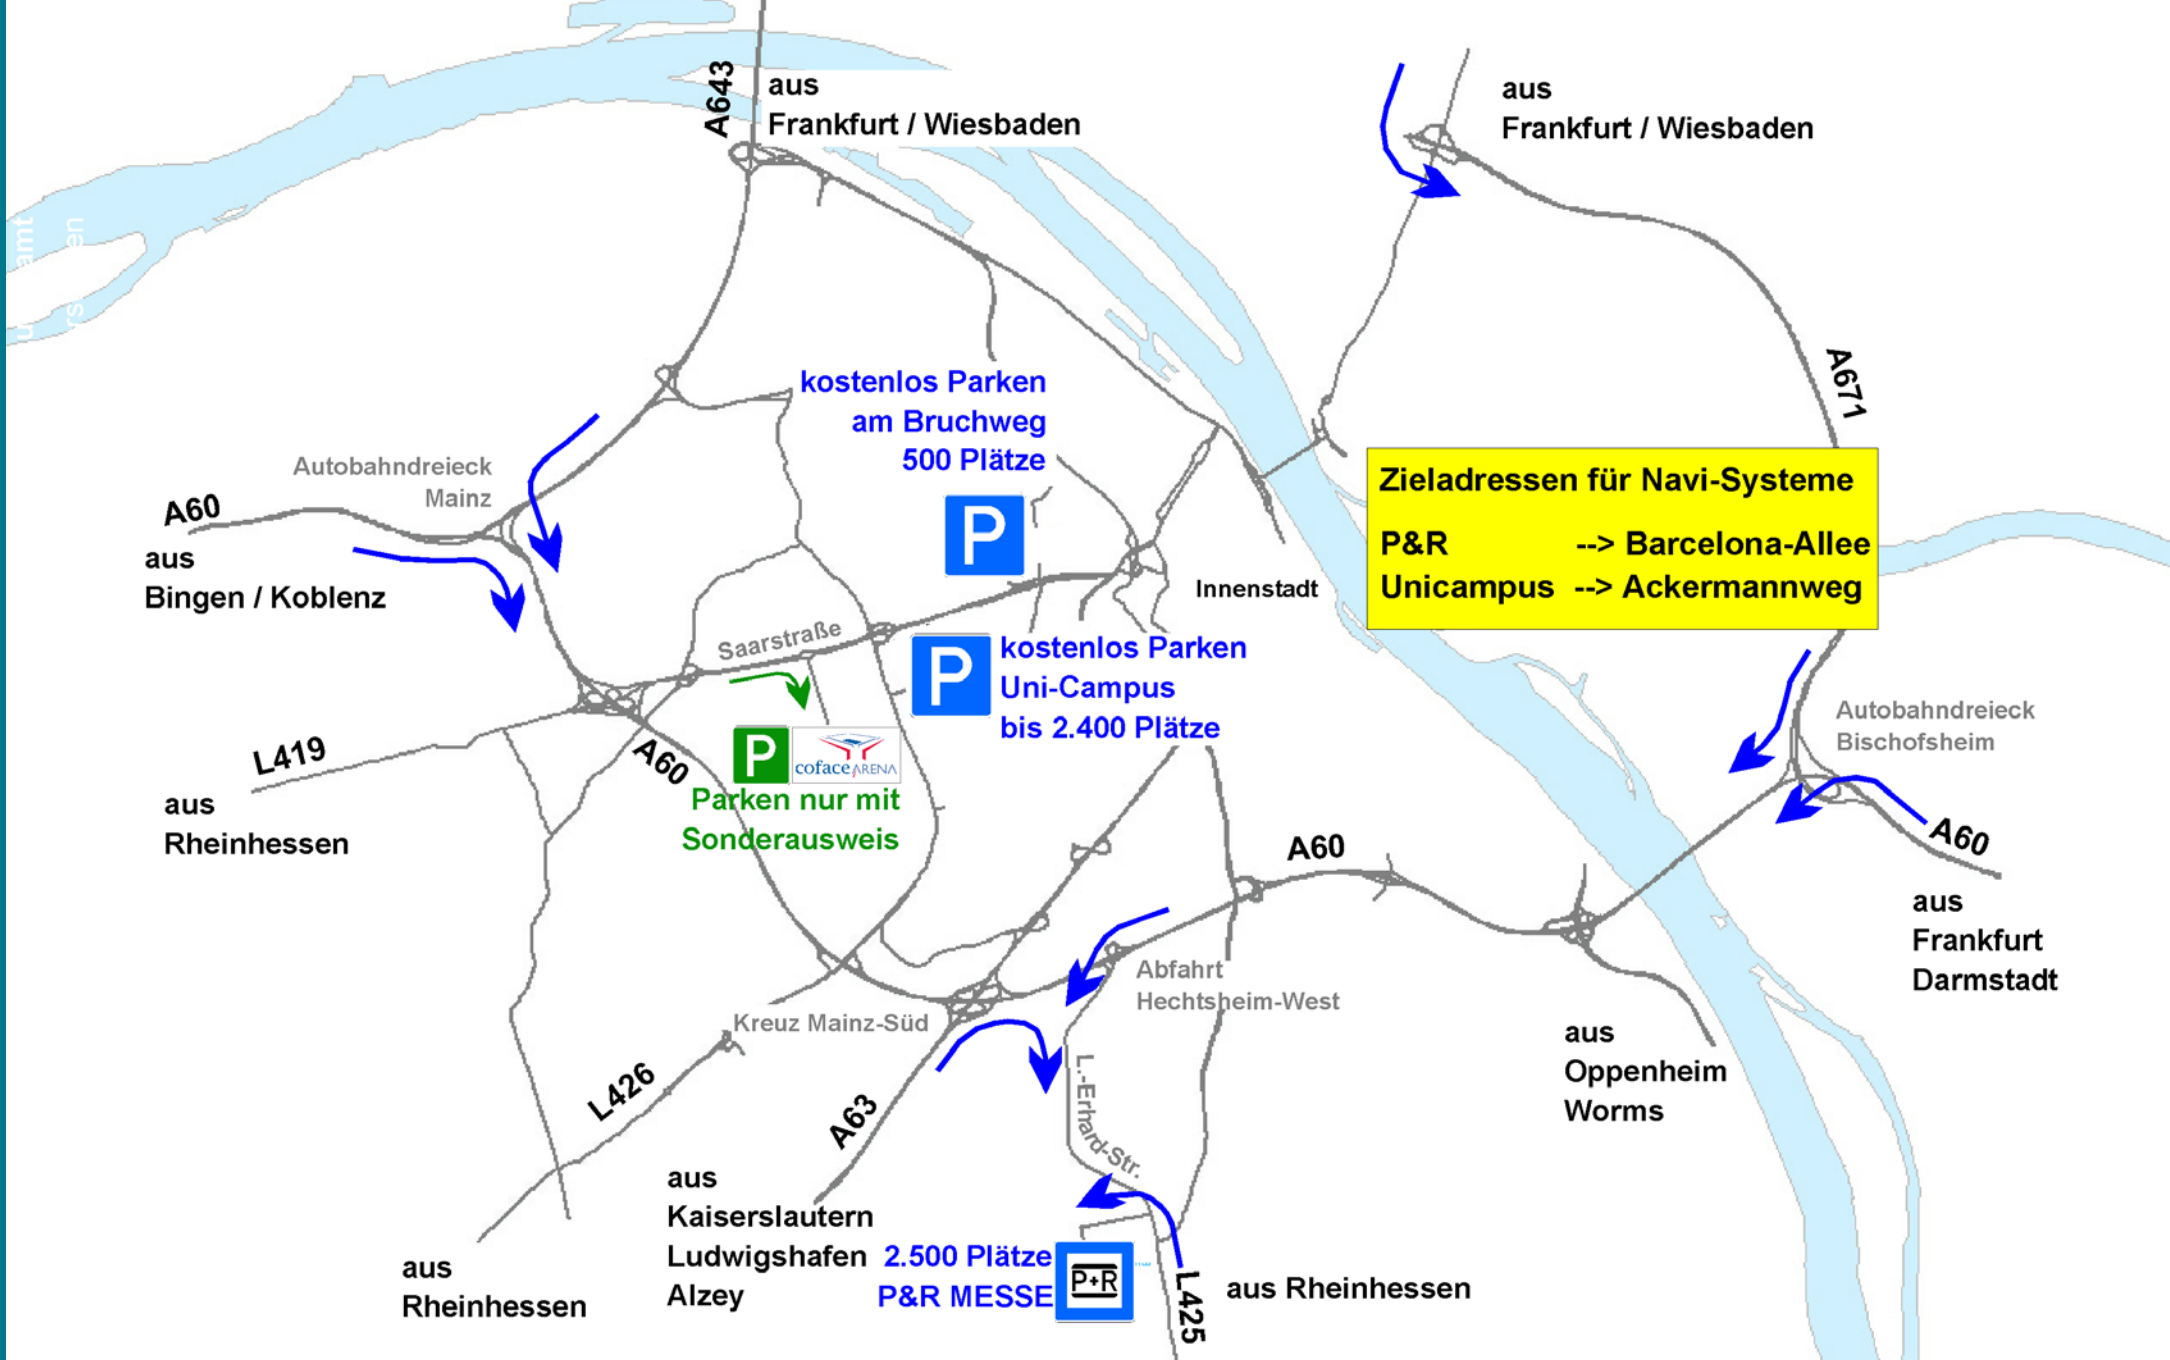 A643
aus
Frankfurt / Wiesbaden
aus
Frankfurt / Wiesbaden
amt
en
A671
kostenlos Parken
am Bruchweg
500 Plätze
P
Autobahndreieck
Mainz
A60
aus
Bingen / Koblenz
Zieladressen für Navi-Systeme
P&R --> Barcelona-Allee
Unicampus --> Ackermannweg
Innenstadt
Saarstraße
P
kostenlos Parken
Uni-Campus
bis 2.400 Plätze
L419
aus
Rheinhessen
A60
P
coface ARENA
Parken nur mit
Sonderausweis
Autobahndreieck
Bischofsheim
A60
A60
aus
Frankfurt
Darmstadt
Abfahrt
Hechtsheim-West
Kreuz Mainz-Süd
aus
Oppenheim
Worms
L426
A63
L.-Erhard-Str.
aus
Kaiserslautern
Ludwigshafen
Alzey
aus
Rheinhessen
2.500 Plätze
P&R MESSE
P+R
L425
aus Rheinhessen